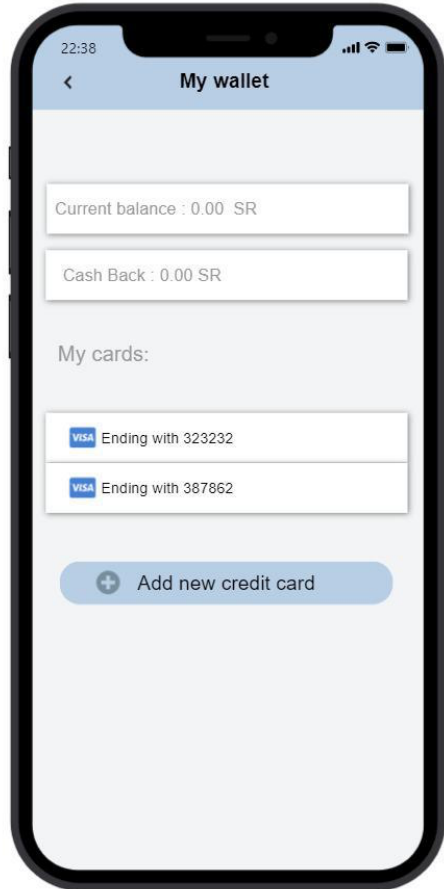 22:38
My wallet
Current balance : 0.00 SR
Cash Back : 0.00 SR
My cards:
VISA Ending with 323232
VISA Ending with 387862
Add new credit card